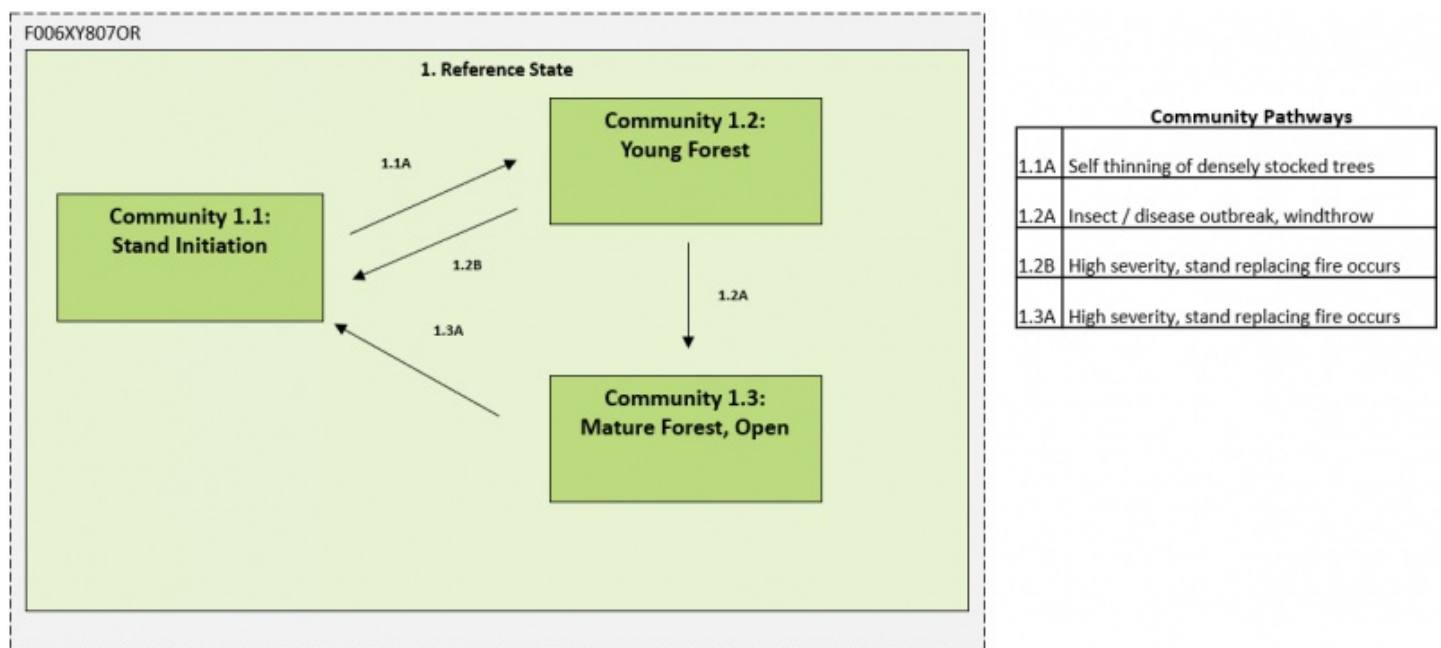 F006XY807OR
1. Reference State
Community 1.2:
Young Forest
1.1A
Community 1.1:
Stand Initiation
1.2B
1.2A
1.3A
Community 1.3:
Mature Forest, Open
Community Pathways
1.1A Self thinning of densely stocked trees
1.2A Insect / disease outbreak, windthrow
1.2B High severity, stand replacing fire occurs
1.3A High severity, stand replacing fire occurs